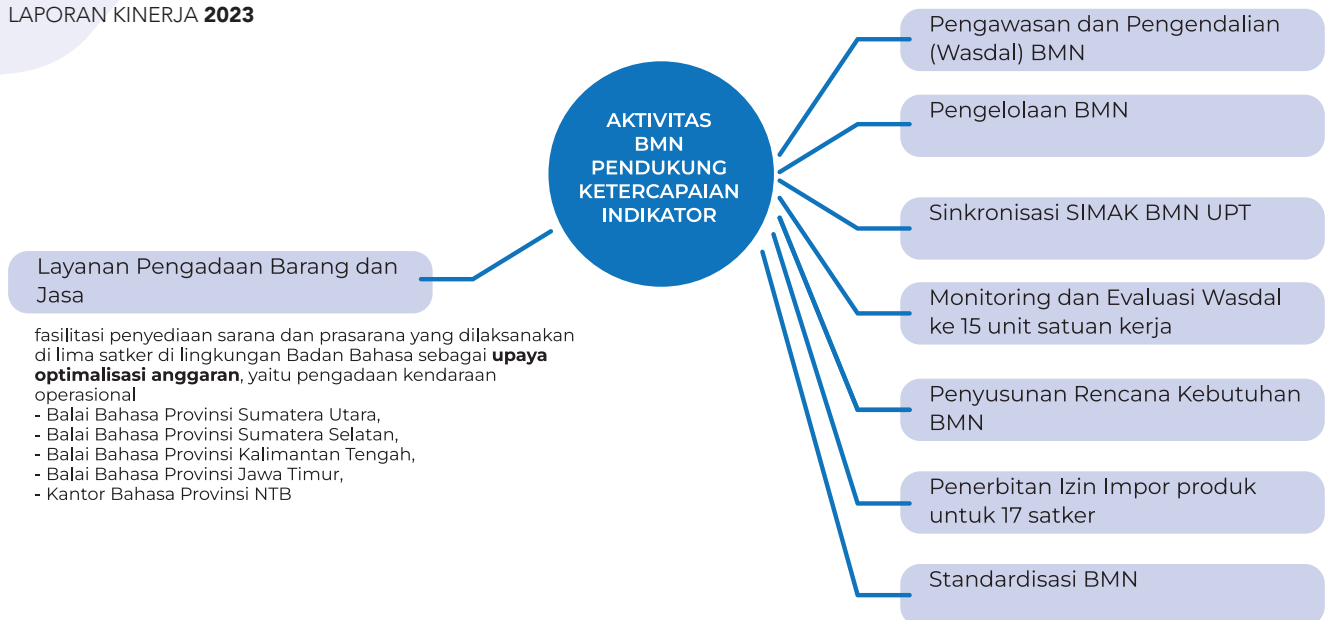 LAPORAN KINERJA 2023
AKTIVITAS
BMN
PENDUKUNG
KETERCAPAIAN
INDIKATOR
Layanan Pengadaan Barang dan
Jasa
fasilitasi penyediaan sarana dan prasarana yang dilaksanakan
di lima satker di lingkungan Badan Bahasa sebagai upaya
optimalisasi anggaran, yaitu pengadaan kendaraan
operasional
- Balai Bahasa Provinsi Sumatera Utara,
- Balai Bahasa Provinsi Sumatera Selatan,
- Balai Bahasa Provinsi Kalimantan Tengah,
- Balai Bahasa Provinsi Jawa Timur,
- Kantor Bahasa Provinsi NTB
Pengawasan dan Pengendalian
(Wasdal) BMN
Pengelolaan BMN
Sinkronisasi SIMAK BMN UPT
Monitoring dan Evaluasi Wasdal
ke 15 unit satuan kerja
Penyusunan Rencana Kebutuhan
BMN
Penerbitan Izin Impor produk
untuk 17 satker
Standardisasi BMN